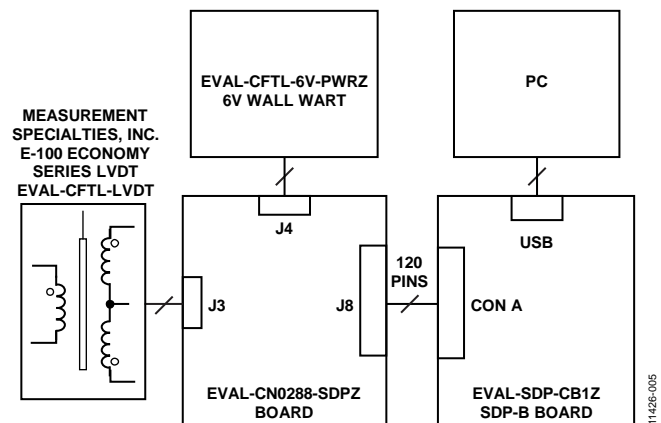 EVAL-CFTL-6V-PWRZ
6V WALL WART
PC
MEASUREMENT
SPECIALTIES, INC.
E-100 ECONOMY
SERIES LVDT
EVAL-CFTL-LVDT
J4
USB
J3
J8
120
PINS
CON A
EVAL-CN0288-SDPZ
BOARD
EVAL-SDP-CB1Z
SDP-B BOARD
11426-005